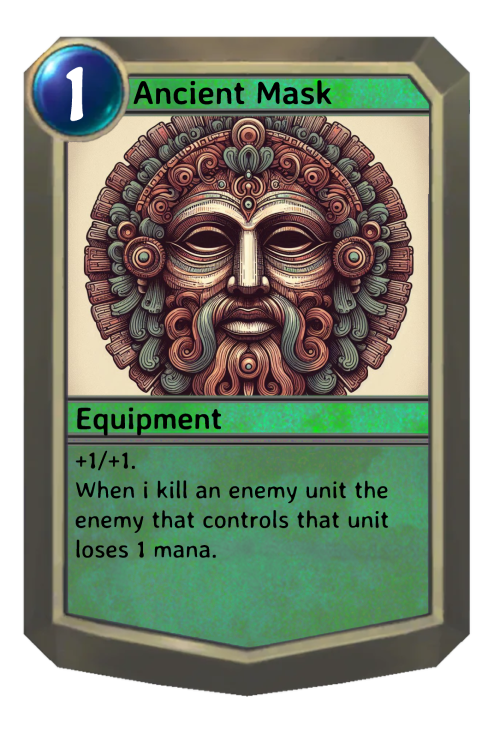 1
Ancient Mask
Equipment
+1/+1.
When i kill an enemy unit the
enemy that controls that unit
loses 1 mana.